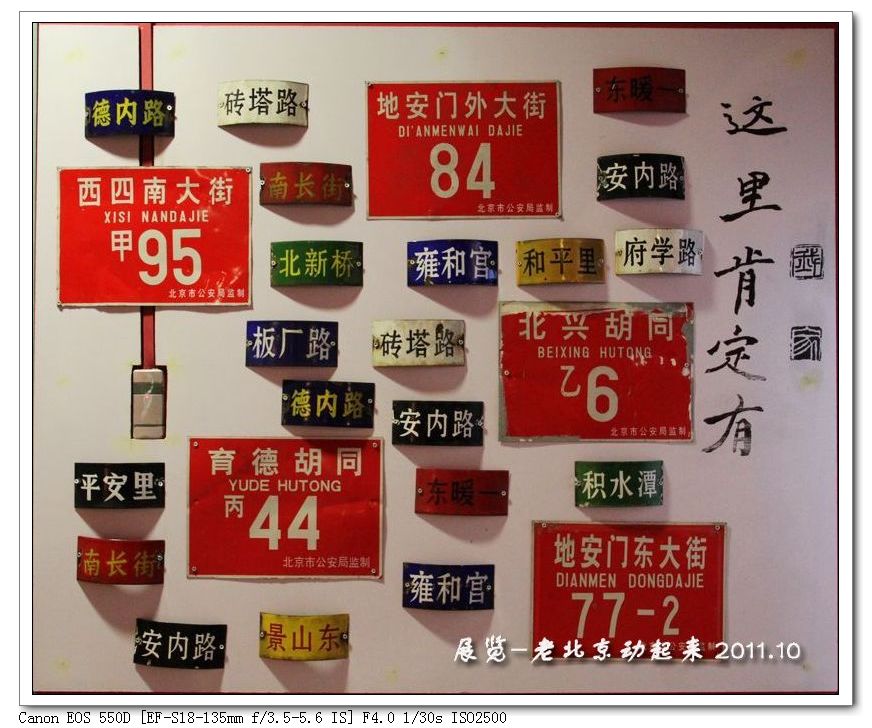 德内路
砖塔路
地安门外大街
DI'ANMENWAI DAJIE
84
北京市公安局监制
东暖一
西四南大街
XISI NANDAJIE
甲95
北京市公安局监制
南长街
安内路
北新桥
雍和宫
和平里
府学路
这里肯定有
板厂路
砖塔路
北兴胡同
BEIXING HUTONG
乙6
北京市公安局监制
德内路
安内路
育德胡同
YUDE HUTONG
丙44
北京市公安局监制
平安里
东暖一
积水潭
南长街
雍和宫
地安门东大街
DIANMEN DONGDAJIE
77-2
安内路
景山东
展览-老北京动起来 2011.10
Canon EOS 550D [EF-S18-135mm f/3.5-5.6 IS] F4.0 1/30s ISO2500